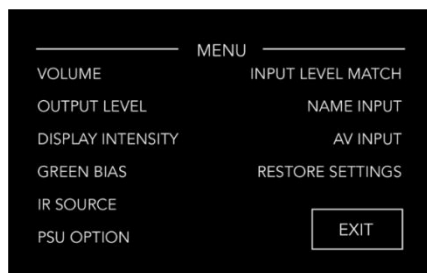 MENU
VOLUME
INPUT LEVEL MATCH
OUTPUT LEVEL
NAME INPUT
DISPLAY INTENSITY
AV INPUT
GREEN BIAS
RESTORE SETTINGS
IR SOURCE
PSU OPTION
EXIT